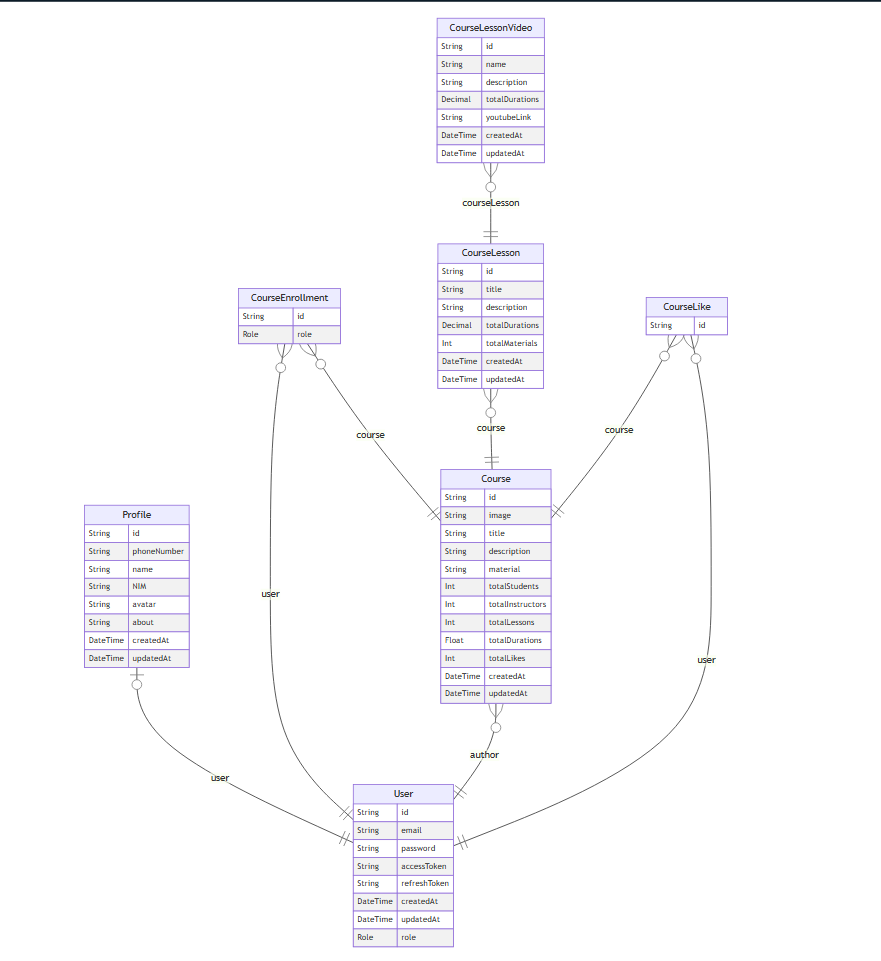 CourseLessonVideo
String id
String name
String description
Decimal totalDurations
String youtubeLink
DateTime createdAt
DateTime updatedAt
courseLesson
CourseLesson
String id
String title
String description
Decimal totalDurations
Int totalMaterials
DateTime createdAt
DateTime updatedAt
CourseEnrollment
String id
Role role
CourseLike
String id
course
course
course
Course
String id
String image
String title
String description
String material
Int totalStudents
Int totalInstructors
Int totalLessons
Float totalDurations
Int totalLikes
DateTime createdAt
DateTime updatedAt
Profile
String id
String phoneNumber
String name
String NIM
String avatar
String about
DateTime createdAt
DateTime updatedAt
user
user
author
user
User
String id
String email
String password
String accessToken
String refreshToken
DateTime createdAt
DateTime updatedAt
Role role